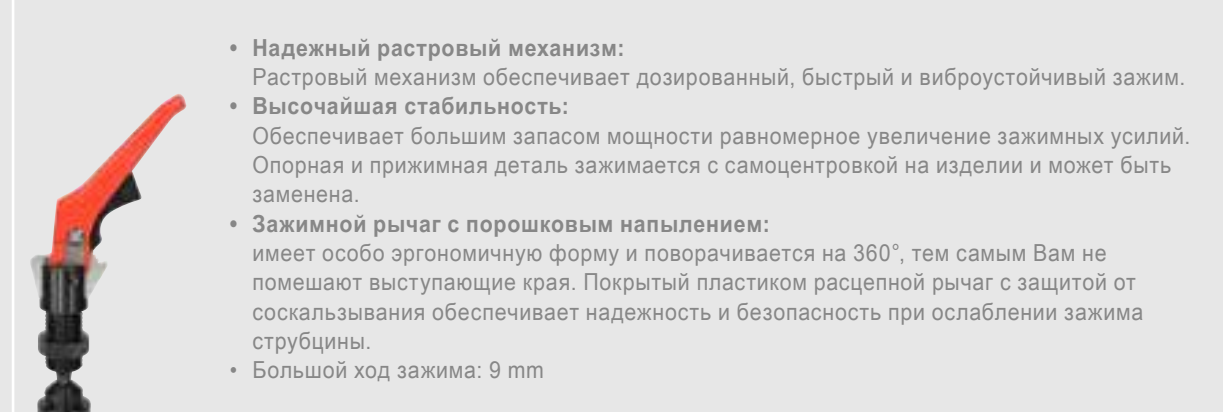 • Надежный растровый механизм:
Растровый механизм обеспечивает дозированный, быстрый и виброустойчивый зажим.
• Высочайшая стабильность:
Обеспечивает большим запасом мощности равномерное увеличение зажимных усилий.
Опорная и прижимная деталь зажимается с самоцентровкой на изделии и может быть
заменена.
• Зажимной рычаг с порошковым напылением:
имеет особо эргономичную форму и поворачивается на 360°, тем самым Вам не
помешают выступающие края. Покрытый пластиком расцепной рычаг с защитой от
соскальзывания обеспечивает надежность и безопасность при ослаблении зажима
струбцины.
• Большой ход зажима: 9 mm